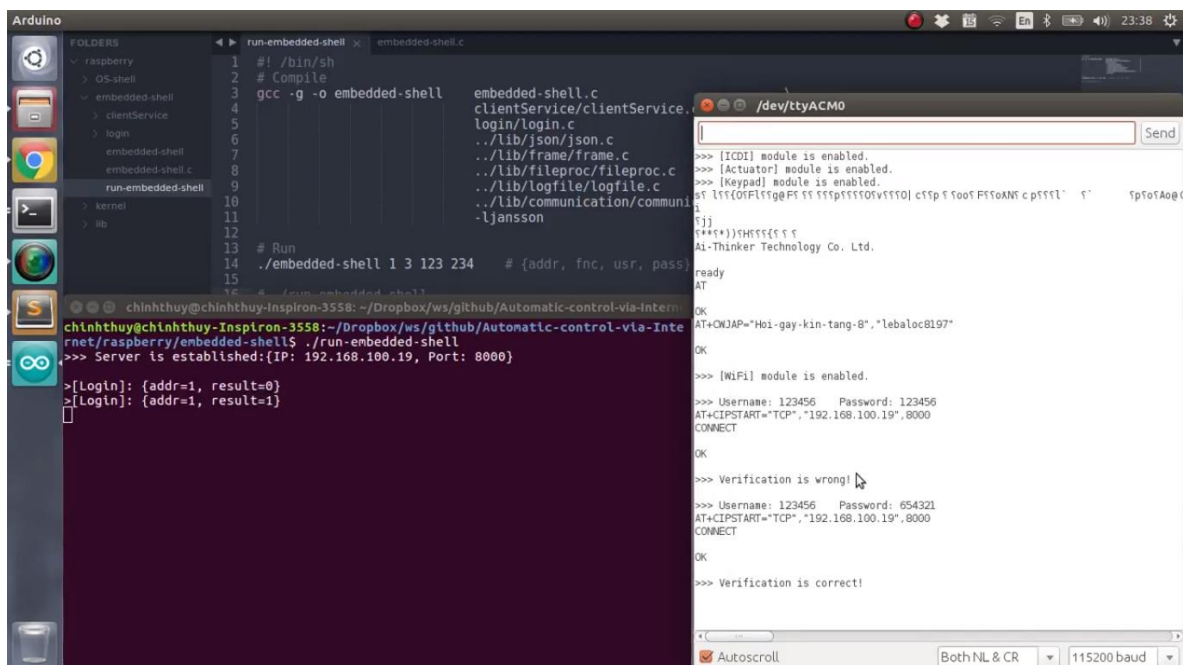 Arduino
15
En
23:38
FOLDERS
raspberry
OS-shell
embedded-shell
clientService
login
embedded-shell
embedded-shell.c
run-embedded-shell
kernel
lib
run-embedded-shell
embedded-shell.c
1 #! /bin/sh
2 # Compile
3 gcc -g -o embedded-shell embedded-shell.c \
4 clientService/clientService.
5 login/login.c
6 ../lib/json/json.c
7 ../lib/frame/frame.c
8 ../lib/fileproc/fileproc.c
9 ../lib/logfile/logfile.c
10 ../lib/communication/communi
11 -ljansson
12
13 # Run
14 ./embedded-shell 1 3 123 234 # {addr, fnc, usr, pass}
15
16 # ./run-embedded-shell
chinhthuy@chinhthuy-Inspiron-3558: ~/Dropbox/ws/github/Automatic-control-via-Intern
chinhthuy@chinhthuy-Inspiron-3558:~/Dropbox/ws/github/Automatic-control-via-Inte
rnet/raspberry/embedded-shell$ ./run-embedded-shell
>>> Server is established:{IP: 192.168.100.19, Port: 8000}
>[Login]: {addr=1, result=0}
>[Login]: {addr=1, result=1}
/dev/ttyACM0
Send
>>> [ICDI] module is enabled.
>>> [Actuator] module is enabled.
>>> [Keypad] module is enabled.
Ai-Thinker Technology Co. Ltd.
ready
AT
OK
AT+CWJAP="Hoi-gay-kin-tang-8","lebaloc8197"
OK
>>> [WiFi] module is enabled.
>>> Username: 123456 Password: 123456
AT+CIPSTART="TCP","192.168.100.19",8000
CONNECT
OK
>>> Verification is wrong!
>>> Username: 123456 Password: 654321
AT+CIPSTART="TCP","192.168.100.19",8000
CONNECT
OK
>>> Verification is correct!
Autoscroll
Both NL & CR
115200 baud